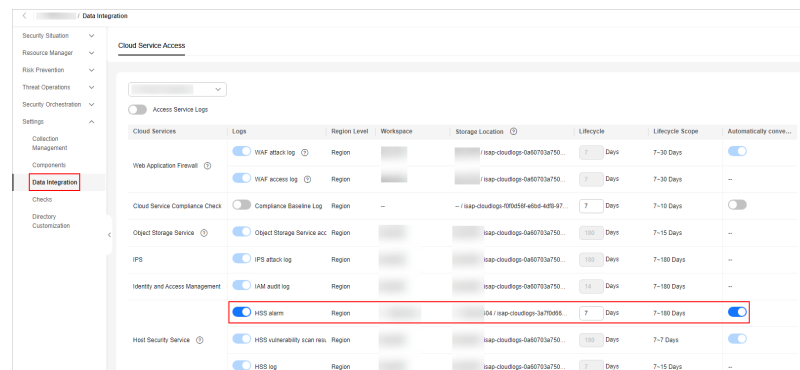 / Data Integration
Security Situation
Resource Manager
Risk Prevention
Threat Operations
Security Orchestration
Settings
Collection
Management
Components
Data Integration
Checks
Directory
Customization
Cloud Service Access
Access Service Logs
Cloud Services Logs Region Level Workspace Storage Location Lifecycle Lifecycle Scope Automatically conve...
Web Application Firewall
WAF attack log Region / isap-cloudlogs-0a60703a750... 7 Days 7~30 Days
WAF access log Region / isap-cloudlogs-0a60703a750... 7 Days 7~30 Days --
Cloud Service Compliance Check Compliance Baseline Log Region -- -- / isap-cloudlogs-f0f0d56f-e6bd-4df8-97... 7 Days 7~10 Days
Object Storage Service Object Storage Service acc Region isap-cloudlogs-0a60703a750... 180 Days 7~15 Days --
IPS IPS attack log Region isap-cloudlogs-0a60703a750... 180 Days 7~180 Days --
Identity and Access Management IAM audit log Region isap-cloudlogs-0a60703a750... 14 Days 7~180 Days --
HSS alarm Region 04 / isap-cloudlogs-3a7f0d66... 7 Days 7~180 Days
Host Security Service HSS vulnerability scan resu Region isap-cloudlogs-0a60703a750... 180 Days 7~7 Days
HSS log Region isap-cloudlogs-0a60703a750... 7 Days 7~15 Days --